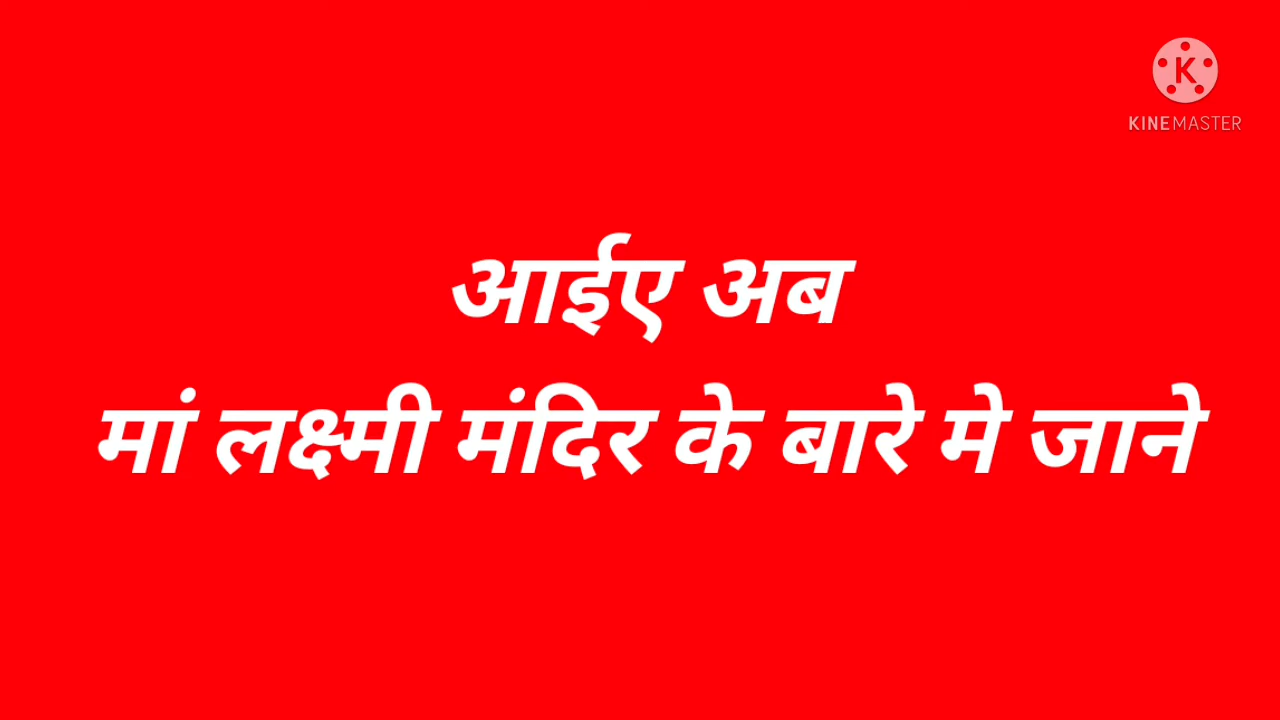 K
KINEMASTER
आईए अब
मां लक्ष्मी मंदिर के बारे मे जाने